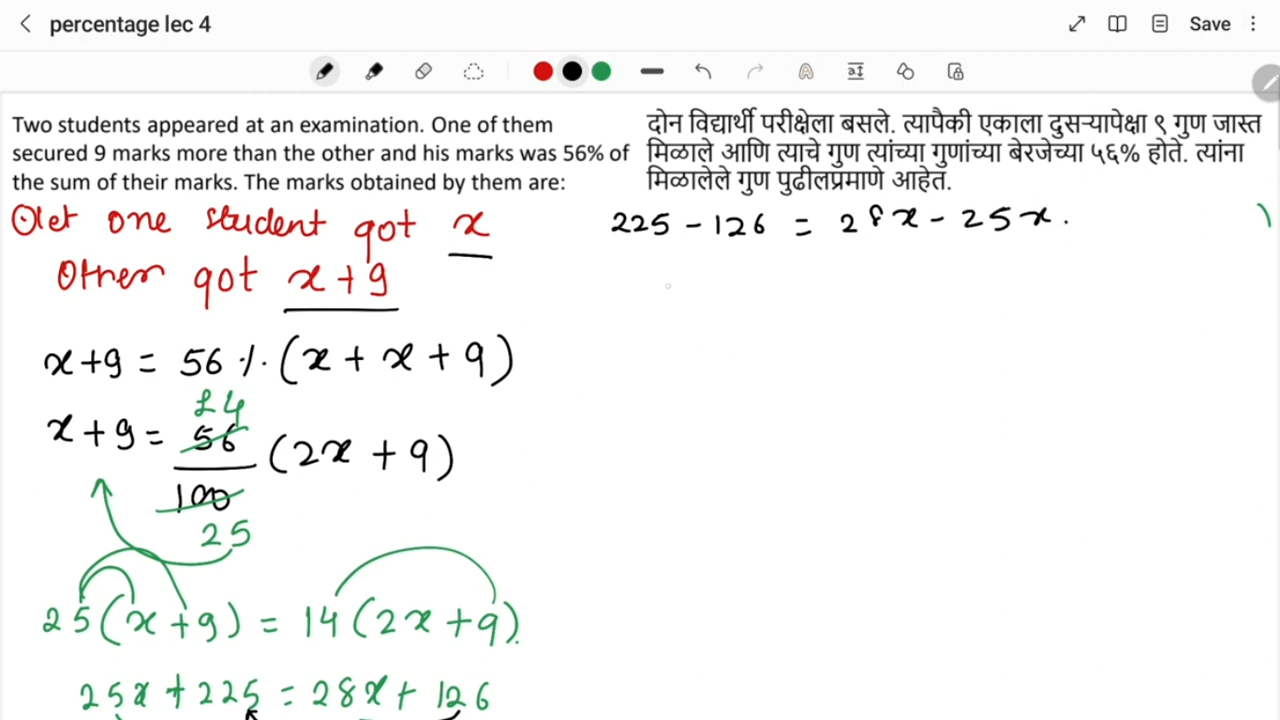 percentage lec 4
Save
Two students appeared at an examination. One of them
secured 9 marks more than the other and his marks was 56% of
the sum of their marks. The marks obtained by them are:
दोन विद्यार्थी परीक्षेला बसले. त्यापैकी एकाला दुसऱ्यापेक्षा ९ गुण जास्त
मिळाले आणि त्याचे गुण त्यांच्या गुणांच्या बेरजेच्या ५६% होते. त्यांना
मिळालेले गुण पुढीलप्रमाणे आहेत.
let one student got x
Other got x+9
x+9 = 56 %. (x + x + 9)
14
x+9 = 56/100 (2x + 9)
25
25(x+9) = 14(2x+9).
25x + 225 = 28x + 126
225 - 126 = 28x - 25x.